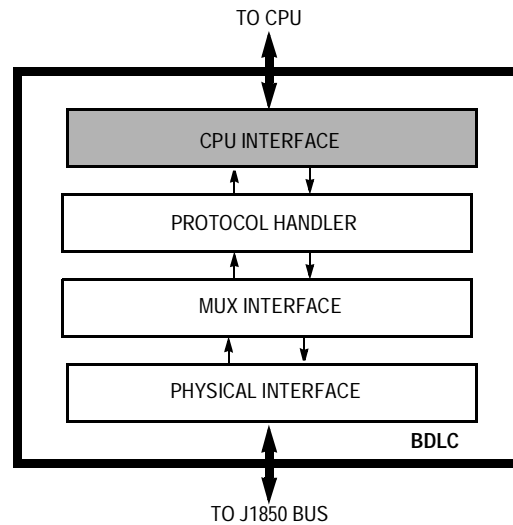 TO CPU
CPU INTERFACE
PROTOCOL HANDLER
MUX INTERFACE
PHYSICAL INTERFACE
BDLC
TO J1850 BUS